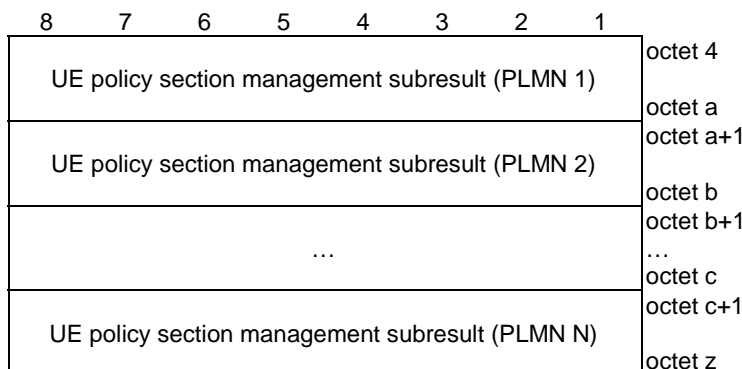 8 7 6 5 4 3 2 1
octet 4
UE policy section management subresult (PLMN 1)
octet a
octet a+1
UE policy section management subresult (PLMN 2)
octet b
octet b+1
… …
octet c
octet c+1
UE policy section management subresult (PLMN N)
octet z